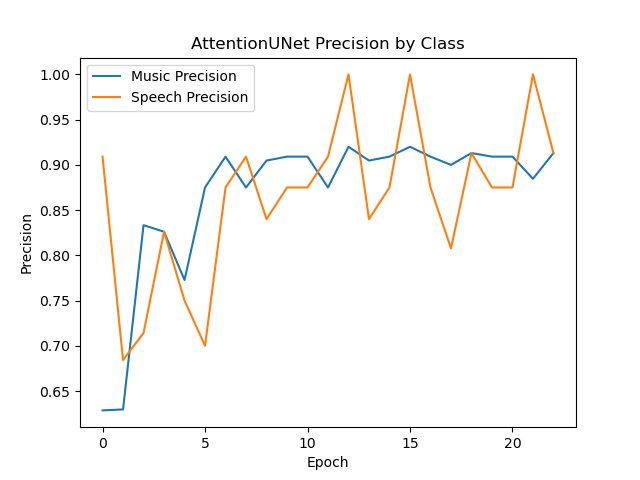 AttentionUNet Precision by Class
Music Precision
Speech Precision
1.00
0.95
0.90
0.85
0.80
0.75
0.70
0.65
Precision
0 5 10 15 20
Epoch